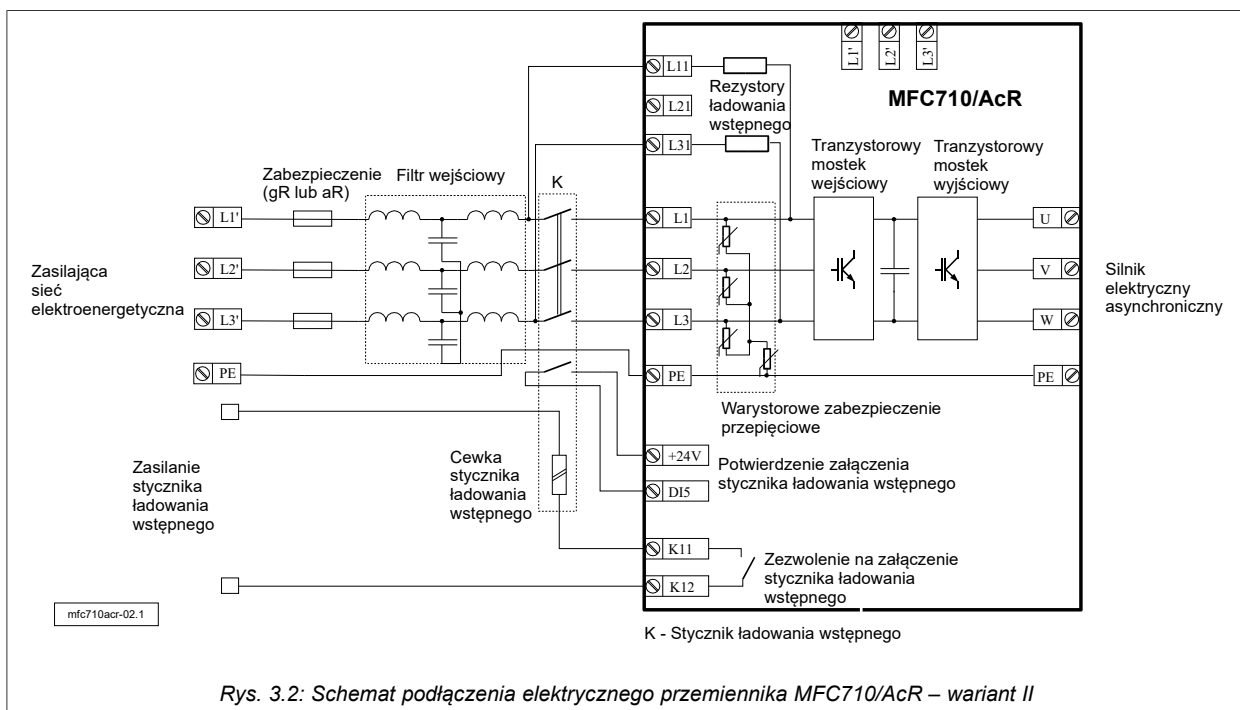 L1'
L2'
L3'
MFC710/AcR
L11
Rezystory
ładowania
wstępnego
L21
L31
Tranzystorowy
mostek
wejściowy
Tranzystorowy
mostek
wyjściowy
Zabezpieczenie
(gR lub aR)
Filtr wejściowy
K
L1'
L1
U
Zasilająca
sieć
elektroenergetyczna
L2'
L2
V
Silnik
elektryczny
asynchroniczny
L3'
L3
W
PE
PE
PE
Warystorowe zabezpieczenie
przepięciowe
Zasilanie
stycznika
ładowania
wstępnego
Cewka
stycznika
ładowania
wstępnego
+24V
DI5
Potwierdzenie załączenia
stycznika ładowania wstępnego
K11
K12
Zezwolenie na załączenie
stycznika ładowania
wstępnego
mfc710acr-02.1
K - Stycznik ładowania wstępnego
Rys. 3.2: Schemat podłączenia elektrycznego przemiennika MFC710/AcR – wariant II